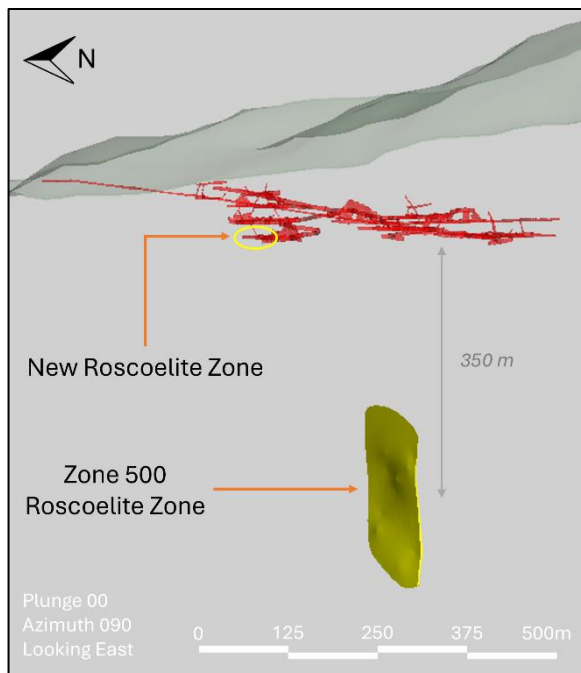 N
New Roscoelite Zone
350 m
Zone 500
Roscoelite Zone
Plunge 00
Azimuth 090
Looking East
0 125 250 375 500m